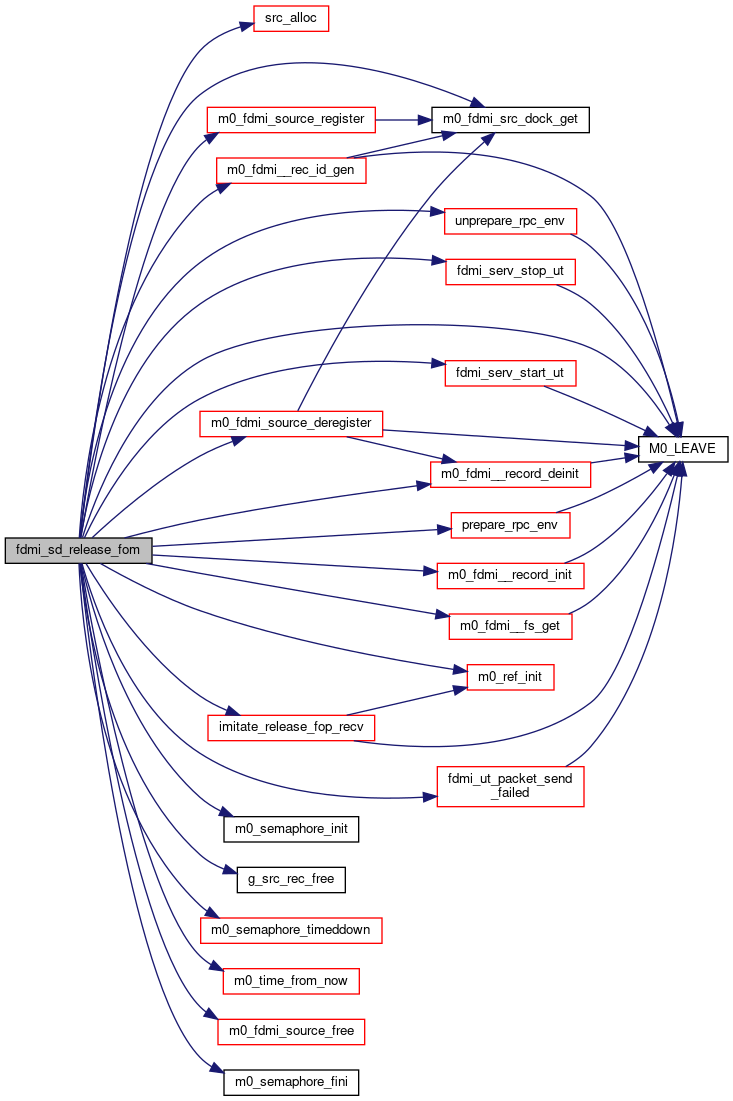 src_alloc
m0_fdmi_source_register
m0_fdmi_src_dock_get
m0_fdmi__rec_id_gen
unprepare_rpc_env
fdmi_serv_stop_ut
fdmi_serv_start_ut
m0_fdmi_source_deregister
M0_LEAVE
m0_fdmi__record_deinit
prepare_rpc_env
fdmi_sd_release_fom
m0_fdmi__record_init
m0_fdmi__fs_get
m0_ref_init
imitate_release_fop_recv
fdmi_ut_packet_send
_failed
m0_semaphore_init
g_src_rec_free
m0_semaphore_timeddown
m0_time_from_now
m0_fdmi_source_free
m0_semaphore_fini